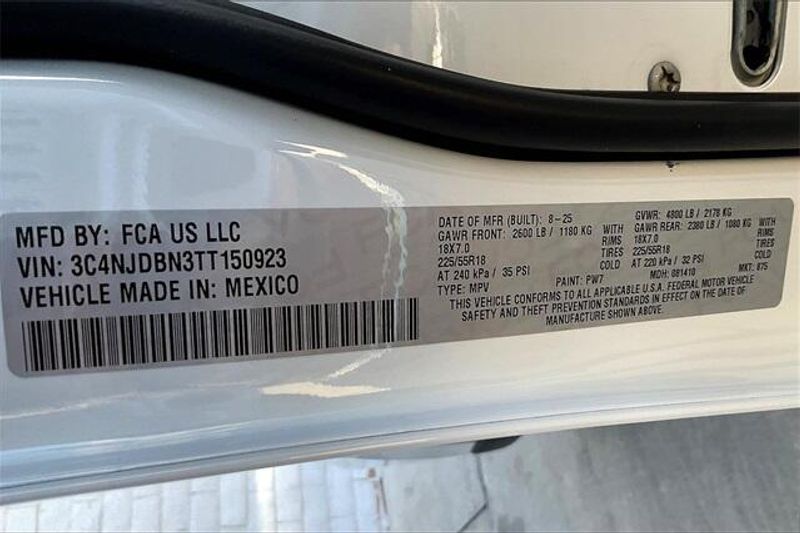 MFD BY: FCA US LLC
VIN: 3C4NJDBN3TT150923
VEHICLE MADE IN: MEXICO
DATE OF MFR (BUILT): 8-25 GVWR: 4800 LB / 2178 KG
GAWR FRONT: 2600 LB / 1180 KG WITH GAWR REAR: 2380 LB / 1080 KG
18X7.0 RIMS 18X7.0
225/55R18 TIRES 225/55R18
AT 240 kPa / 35 PSI COLD AT 220 kPa / 32 PSI
TYPE: MPV PAINT: PW7 MDH: 081410 MKT: 875
THIS VEHICLE CONFORMS TO ALL APPLICABLE U.S.A. FEDERAL MOTOR VEHICLE
SAFETY AND THEFT PREVENTION STANDARDS IN EFFECT ON THE DATE OF
MANUFACTURE SHOWN ABOVE.
WITH
RIMS
TIRES
COLD